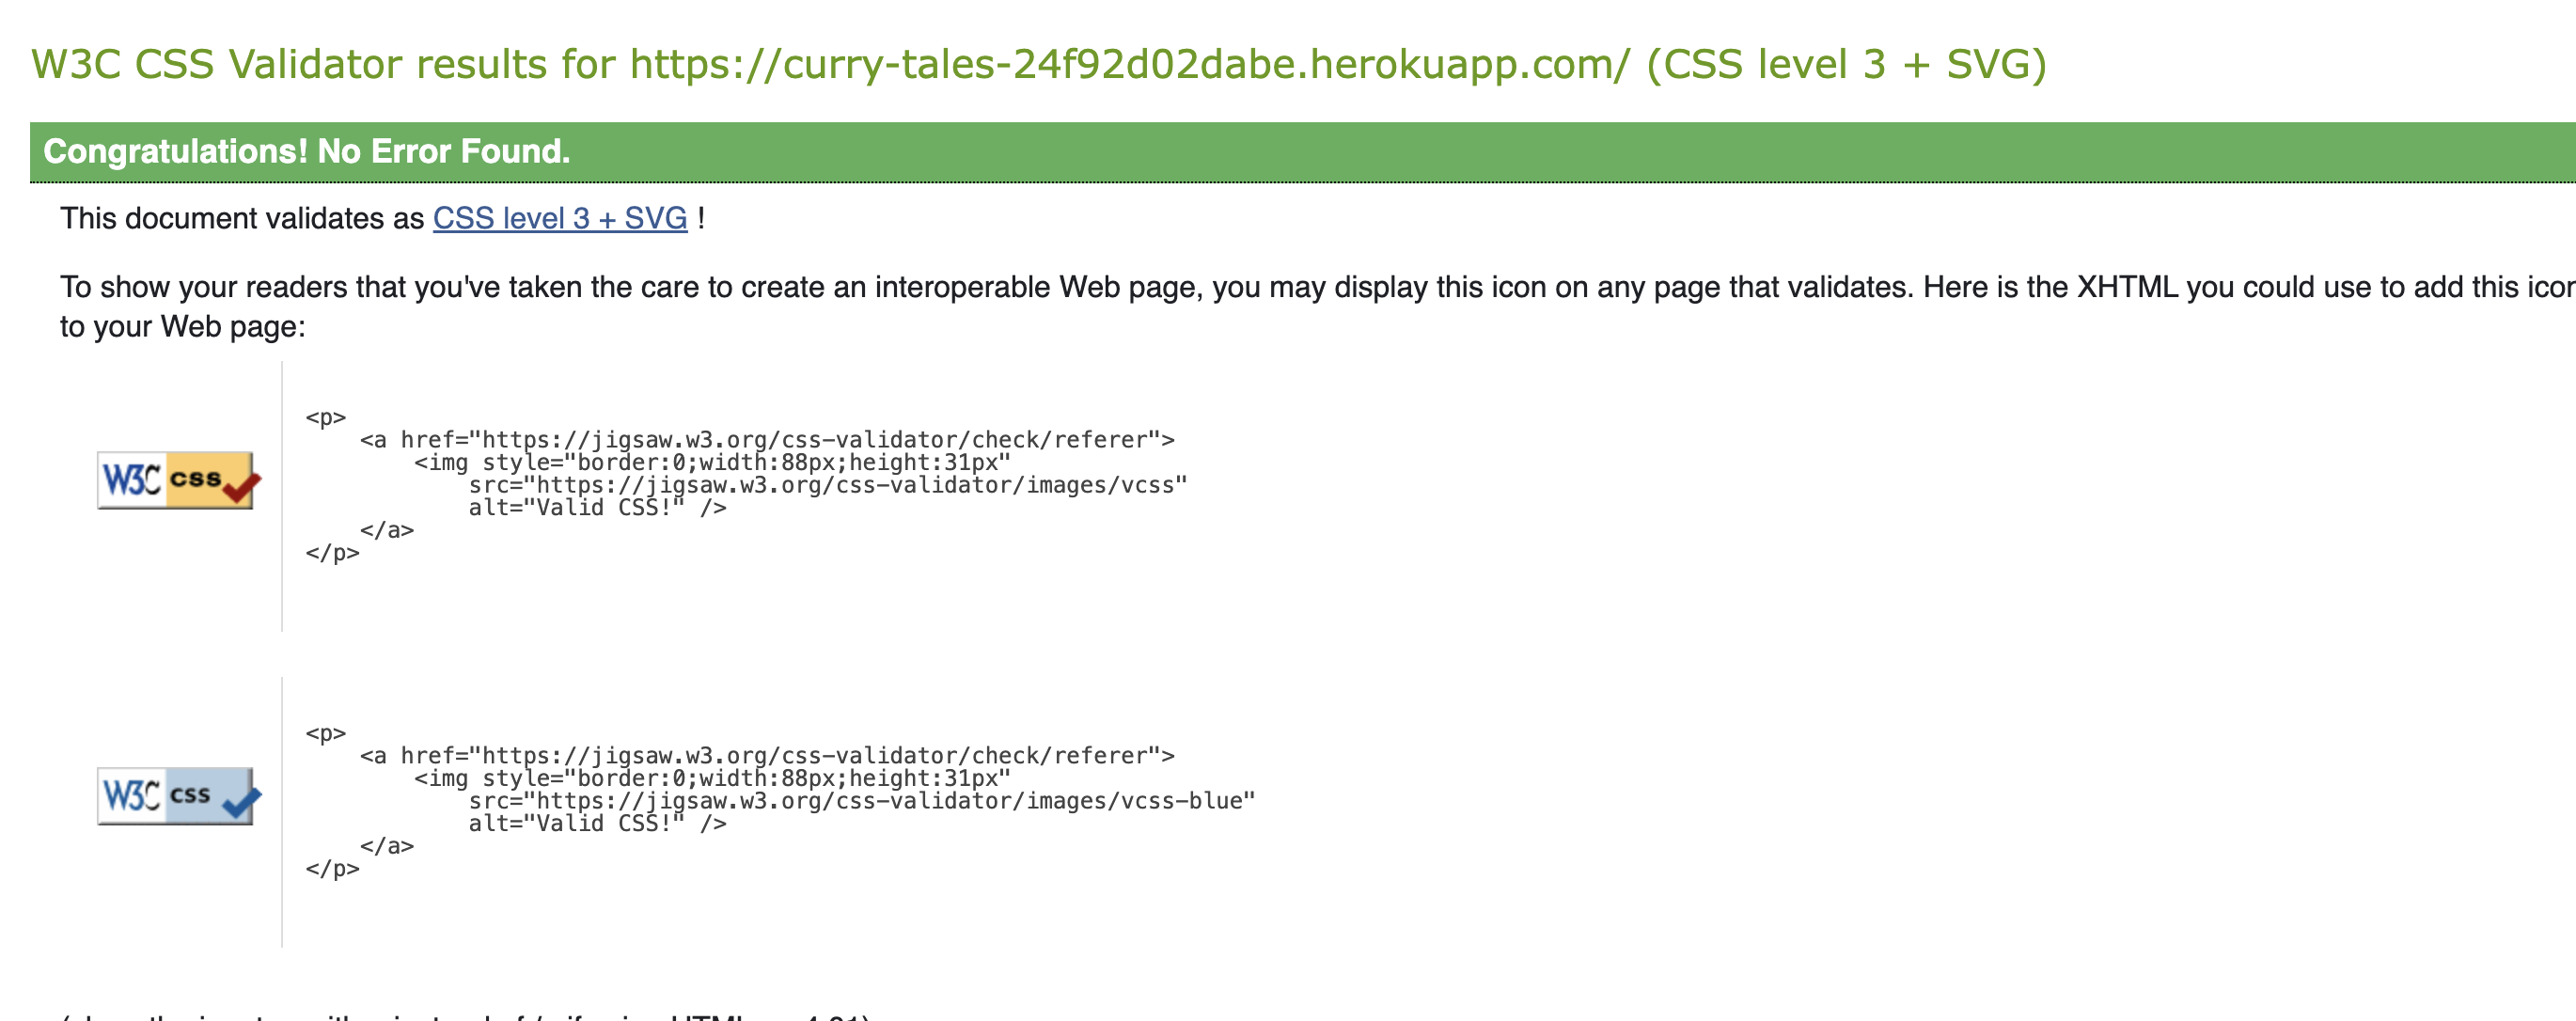 W3C CSS Validator results for https://curry-tales-24f92d02dabe.herokuapp.com/ (CSS level 3 + SVG)
Congratulations! No Error Found.
This document validates as CSS level 3 + SVG !
To show your readers that you've taken the care to create an interoperable Web page, you may display this icon on any page that validates. Here is the XHTML you could use to add this
to your Web page:
W3C css
<p>
<a href="https://jigsaw.w3.org/css-validator/check/referer">
<img style="border:0;width:88px;height:31px"
src="https://jigsaw.w3.org/css-validator/images/vcss"
alt="Valid CSS!" />
</a>
</p>
W3C css
<p>
<a href="https://jigsaw.w3.org/css-validator/check/referer">
<img style="border:0;width:88px;height:31px"
src="https://jigsaw.w3.org/css-validator/images/vcss-blue"
alt="Valid CSS!" />
</a>
</p>